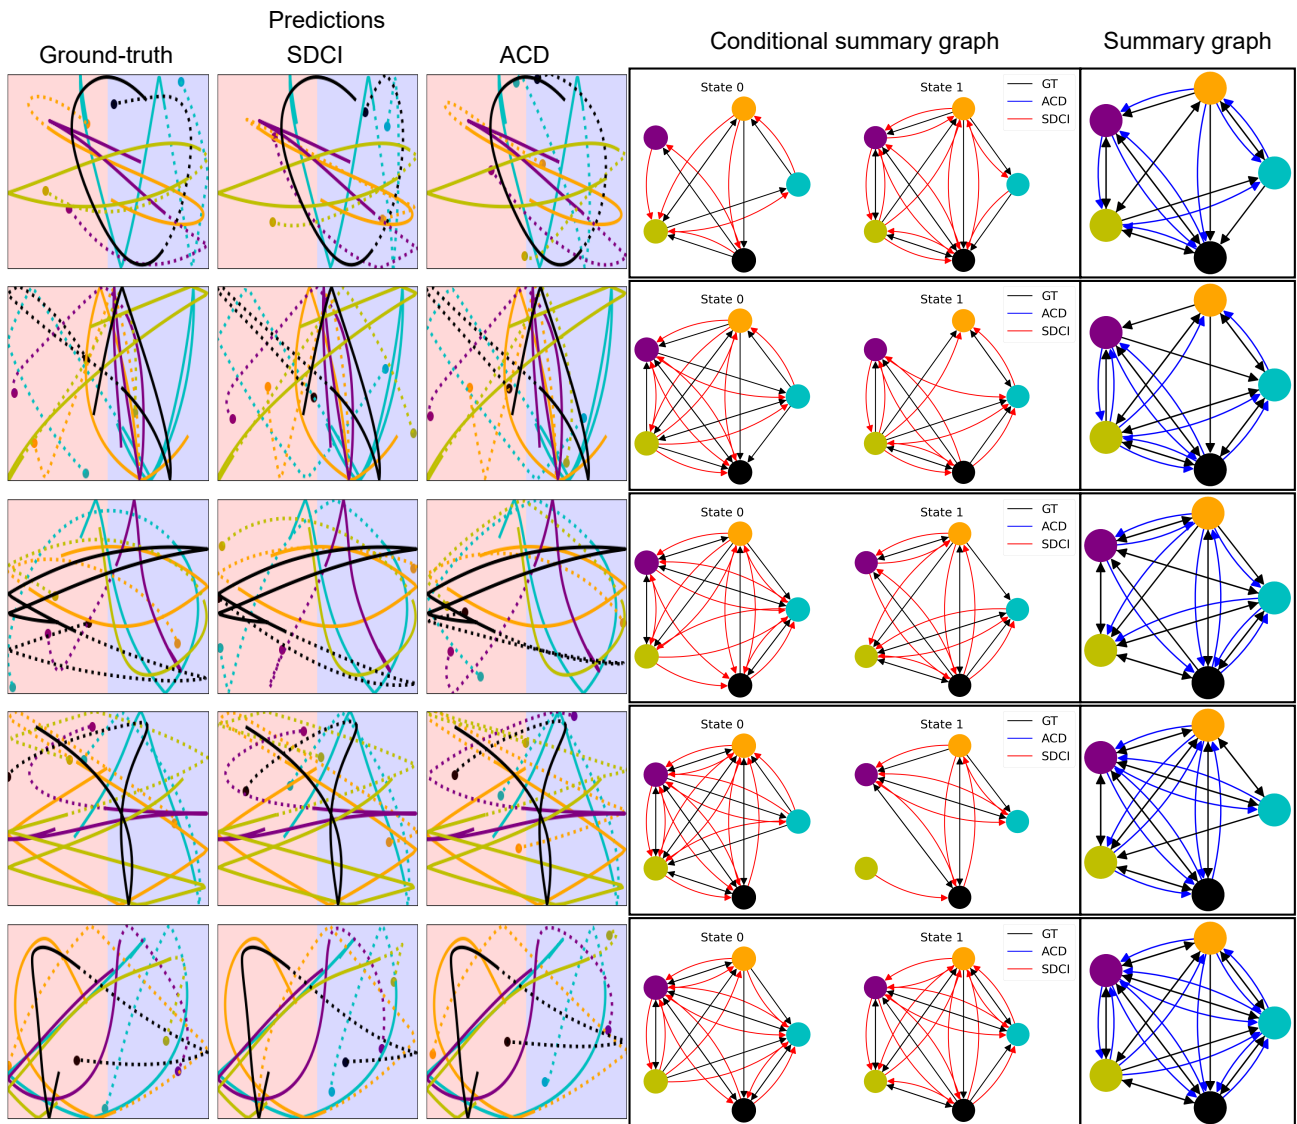 Predictions
Ground-truth SDCI ACD Conditional summary graph Summary graph
State 0 State 1 GT
ACD
SDCI
State 0 State 1 GT
ACD
SDCI
State 0 State 1 GT
ACD
SDCI
State 0 State 1 GT
ACD
SDCI
State 0 State 1 GT
ACD
SDCI